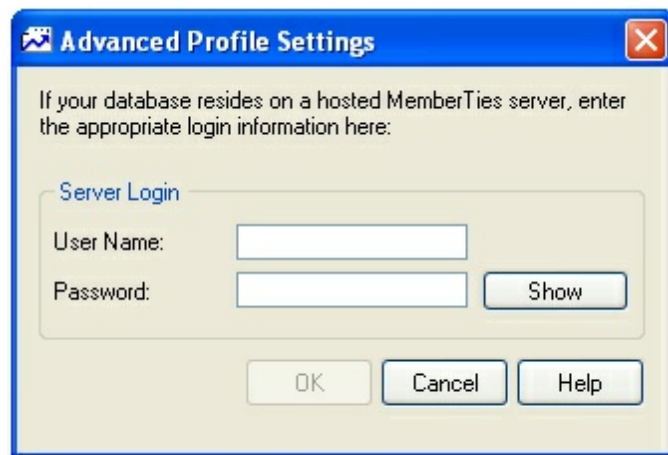 Advanced Profile Settings
If your database resides on a hosted MemberTies server, enter
the appropriate login information here:
Server Login
User Name:
Password:
Show
OK
Cancel
Help